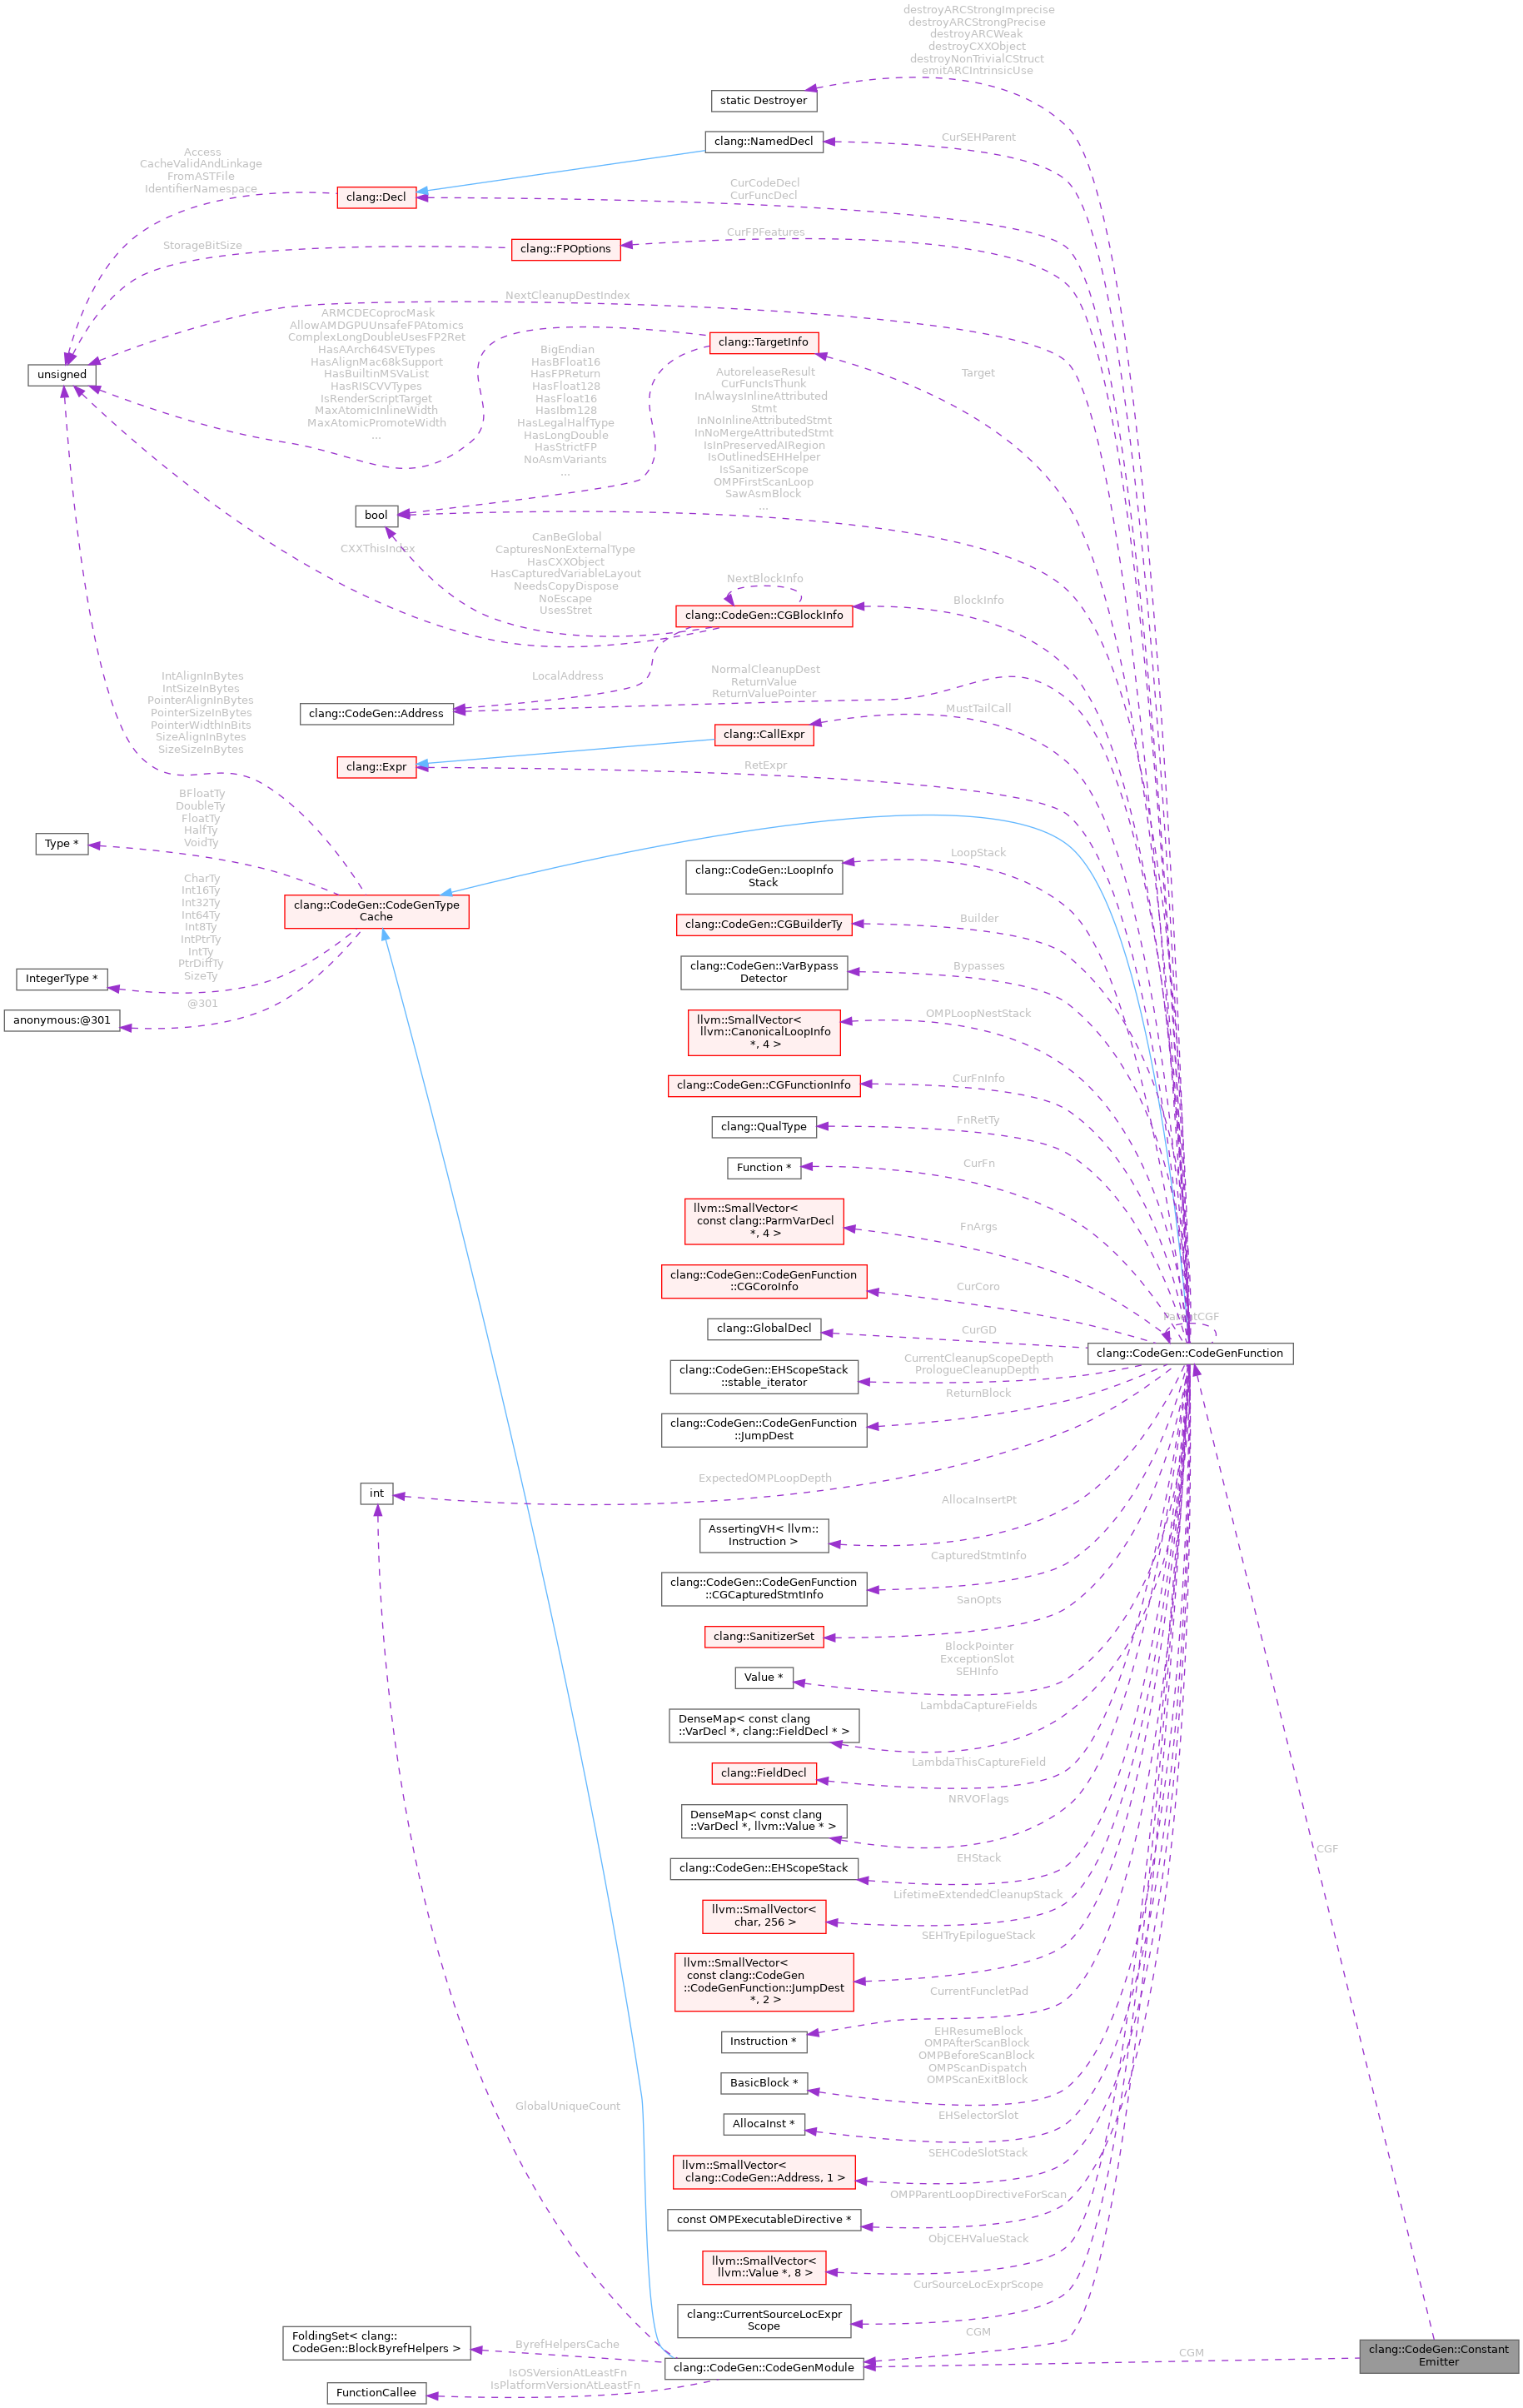 destroyARCStrongImprecise
destroyARCStrongPrecise
destroyARCWeak
destroyCXXObject
destroyNonTrivialCStruct
emitARCIntrinsicUse
static Destroyer
clang::NamedDecl
CurSEHParent
Access
CacheValidAndLinkage
FromASTFile
IdentifierNamespace
clang::Decl
CurCodeDecl
CurFuncDecl
StorageBitSize
clang::FPOptions
CurFPFeatures
NextCleanupDestIndex
ARMCDECoprocMask
AllowAMDGPUUnsafeFPAtomics
ComplexLongDoubleUsesFP2Ret
HasAArch64SVETypes
HasAlignMac68kSupport
HasBuiltinMSVaList
HasRISCVVTypes
IsRenderScriptTarget
MaxAtomicInlineWidth
MaxAtomicPromoteWidth
...
clang::TargetInfo
unsigned
BigEndian
HasBFloat16
HasFPReturn
HasFloat128
HasFloat16
HasIbm128
HasLegalHalfType
HasLongDouble
HasStrictFP
NoAsmVariants
...
Target
AutoreleaseResult
CurFuncIsThunk
InAlwaysInlineAttributed
Stmt
InNoInlineAttributedStmt
InNoMergeAttributedStmt
IsInPreservedAIRegion
IsOutlinedSEHHelper
IsSanitizerScope
OMPFirstScanLoop
SawAsmBlock
...
bool
CXXThisIndex
CanBeGlobal
CapturesNonExternalType
HasCXXObject
HasCapturedVariableLayout
NeedsCopyDispose
NoEscape
UsesStret
NextBlockInfo
clang::CodeGen::CGBlockInfo
BlockInfo
IntAlignInBytes
IntSizeInBytes
PointerAlignInBytes
PointerSizeInBytes
PointerWidthInBits
SizeAlignInBytes
SizeSizeInBytes
LocalAddress
NormalCleanupDest
ReturnValue
ReturnValuePointer
clang::CodeGen::Address
MustTailCall
clang::CallExpr
clang::Expr
RetExpr
BFloatTy
DoubleTy
FloatTy
HalfTy
VoidTy
Type *
LoopStack
clang::CodeGen::LoopInfo
Stack
CharTy
Int16Ty
Int32Ty
Int64Ty
Int8Ty
IntPtrTy
IntTy
PtrDiffTy
SizeTy
clang::CodeGen::CodeGenType
Cache
Builder
clang::CodeGen::CGBuilderTy
IntegerType *
Bypasses
clang::CodeGen::VarBypass
Detector
@301
anonymous:@301
OMPLoopNestStack
llvm::SmallVector<
llvm::CanonicalLoopInfo
*, 4 >
CurFnInfo
clang::CodeGen::CGFunctionInfo
FnRetTy
clang::QualType
CurFn
Function *
llvm::SmallVector<
const clang::ParmVarDecl
*, 4 >
FnArgs
clang::CodeGen::CodeGenFunction
::CGCoroInfo
CurCoro
clang::GlobalDecl
CurGD
ParentCGF
clang::CodeGen::CodeGenFunction
clang::CodeGen::EHScopeStack
::stable_iterator
CurrentCleanupScopeDepth
PrologueCleanupDepth
ReturnBlock
clang::CodeGen::CodeGenFunction
::JumpDest
ExpectedOMPLoopDepth
int
AllocaInsertPt
AssertingVH< llvm::
Instruction >
CapturedStmtInfo
clang::CodeGen::CodeGenFunction
::CGCapturedStmtInfo
SanOpts
clang::SanitizerSet
BlockPointer
ExceptionSlot
SEHInfo
Value *
LambdaCaptureFields
DenseMap< const clang
::VarDecl *, clang::FieldDecl * >
LambdaThisCaptureField
clang::FieldDecl
NRVOFlags
DenseMap< const clang
::VarDecl *, llvm::Value * >
CGF
EHStack
clang::CodeGen::EHScopeStack
LifetimeExtendedCleanupStack
llvm::SmallVector<
char, 256 >
SEHTryEpilogueStack
llvm::SmallVector<
const clang::CodeGen
::CodeGenFunction::JumpDest
*, 2 >
CurrentFuncletPad
Instruction *
EHResumeBlock
OMPAfterScanBlock
OMPBeforeScanBlock
OMPScanDispatch
OMPScanExitBlock
BasicBlock *
GlobalUniqueCount
EHSelectorSlot
AllocaInst *
SEHCodeSlotStack
llvm::SmallVector<
clang::CodeGen::Address, 1 >
OMPParentLoopDirectiveForScan
const OMPExecutableDirective *
ObjCEHValueStack
llvm::SmallVector<
llvm::Value *, 8 >
CurSourceLocExprScope
clang::CurrentSourceLocExpr
Scope
CGM
FoldingSet< clang::
CodeGen::BlockByrefHelpers >
ByrefHelpersCache
clang::CodeGen::CodeGenModule
CGM
clang::CodeGen::Constant
Emitter
IsOSVersionAtLeastFn
IsPlatformVersionAtLeastFn
FunctionCallee